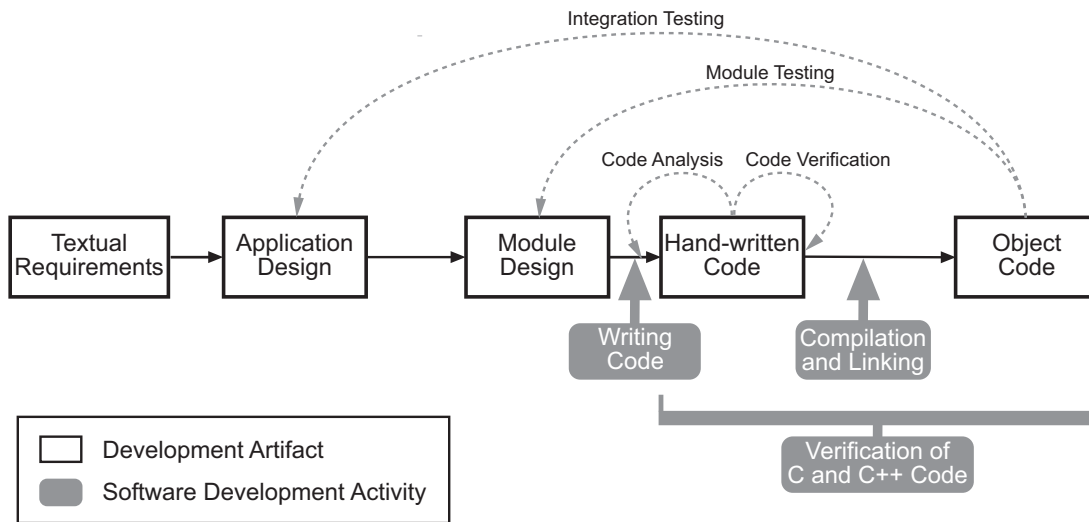 Integration Testing
Module Testing
Code Analysis
Code Verification
Textual
Requirements
Application
Design
Module
Design
Hand-written
Code
Object
Code
Writing
Code
Compilation
and Linking
Development Artifact
Software Development Activity
Verification of
C and C++ Code